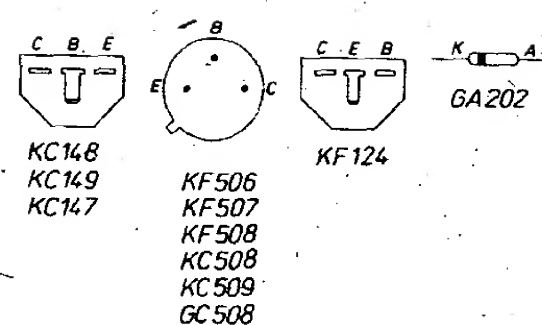 C B. E
KC148
KC149
KC147
B
E C
KF506
KF507
KF508
KC508
KC509
GC508
C E B
KF124
K A
GA202